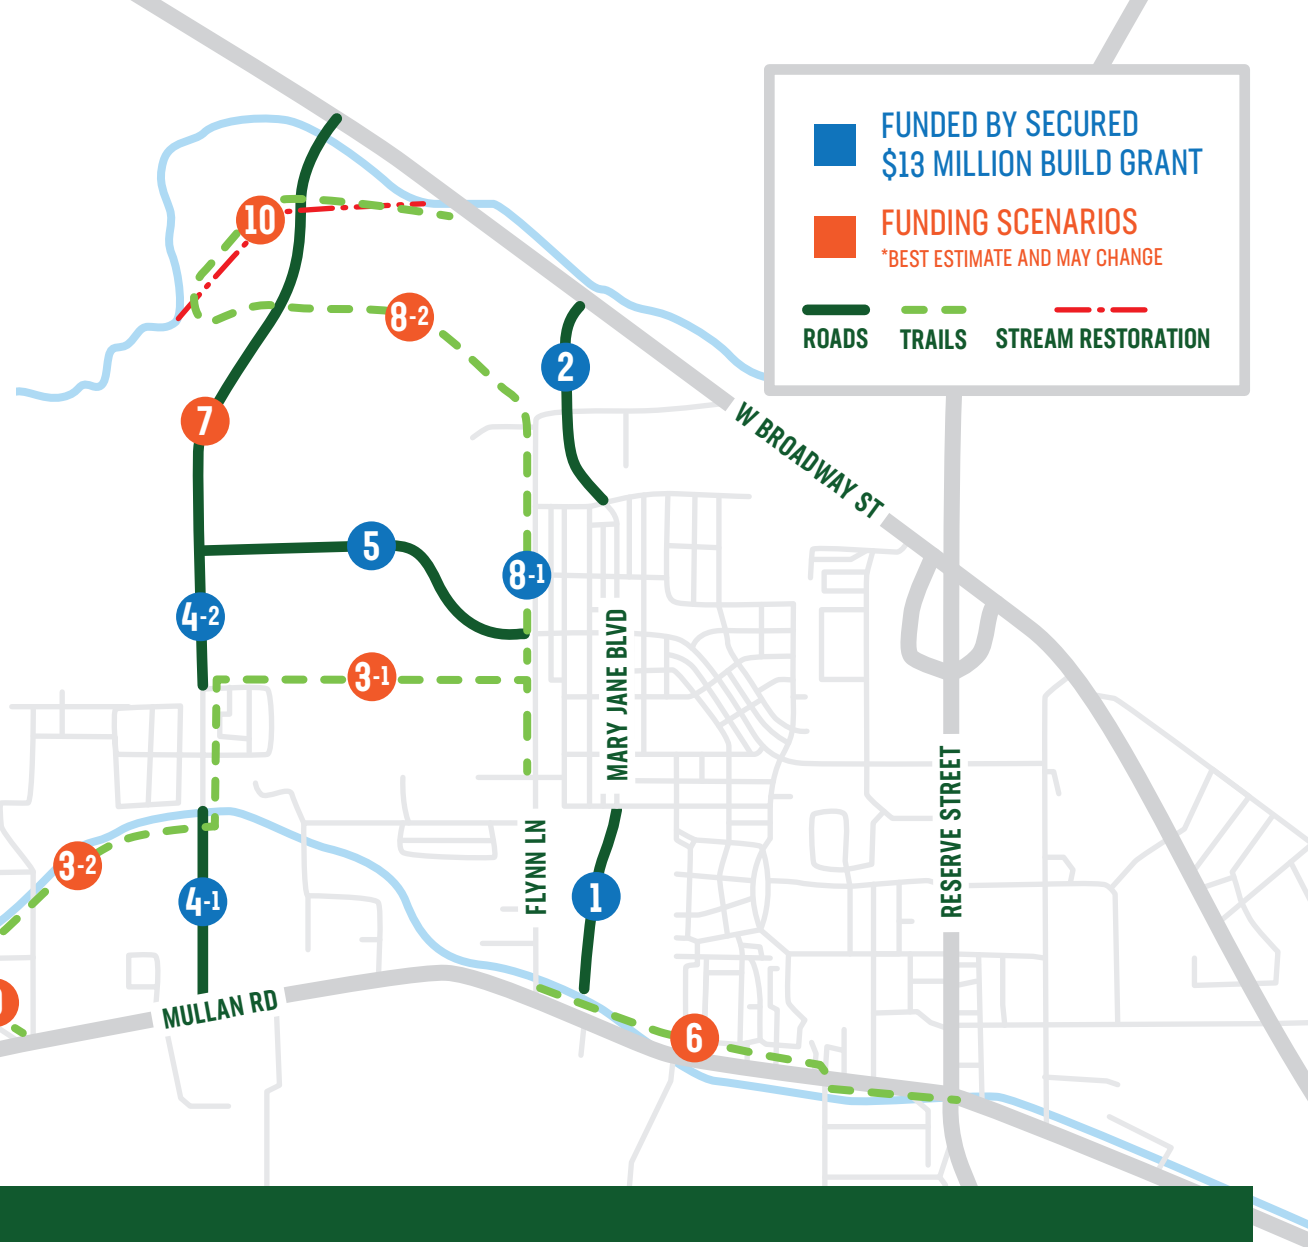 FUNDED BY SECURED
$13 MILLION BUILD GRANT
FUNDING SCENARIOS
*BEST ESTIMATE AND MAY CHANGE
ROADS TRAILS STREAM RESTORATION
10
8-2
2
7
W BROADWAY ST
5
8-1
4-2
MARY JANE BLVD
3-1
RESERVE STREET
FLYNN LN
3-2
4-1
1
MULLAN RD
6